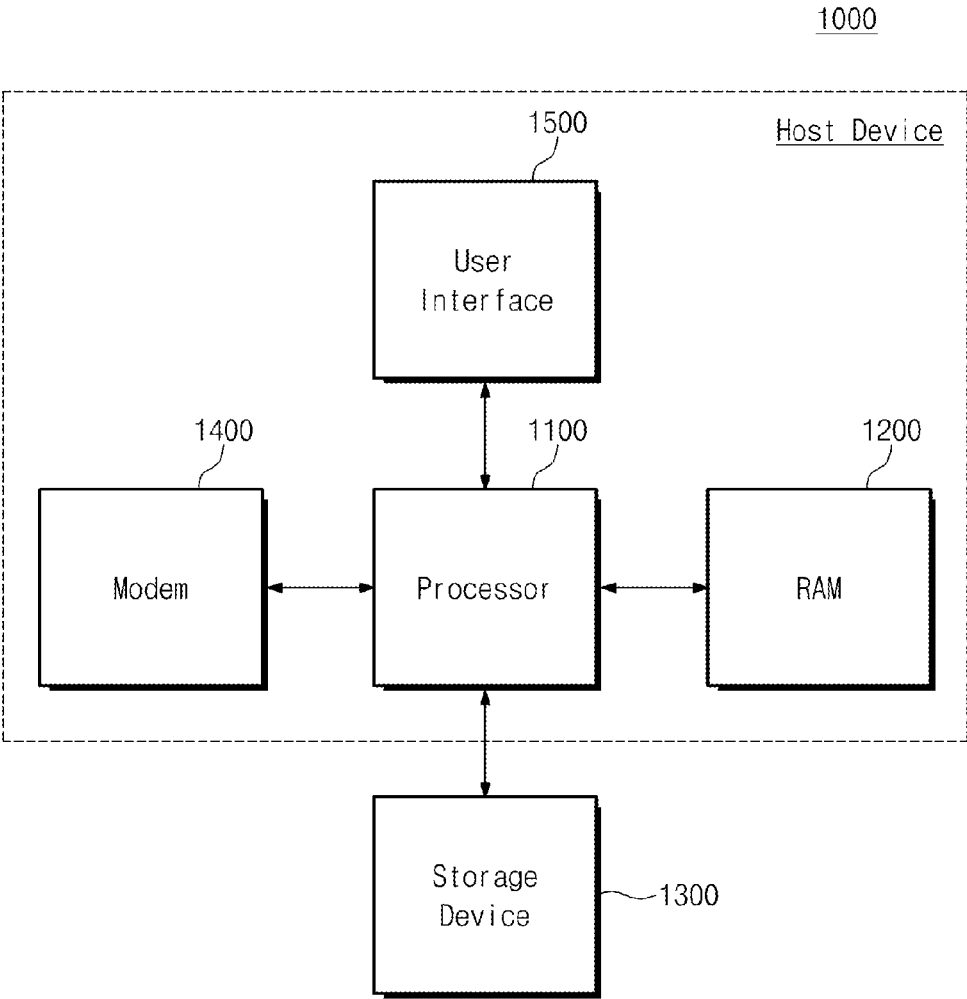 1000
Host Device
1500
User
Interface
1400
1100
1200
Modem
Processor
RAM
Storage
Device
1300